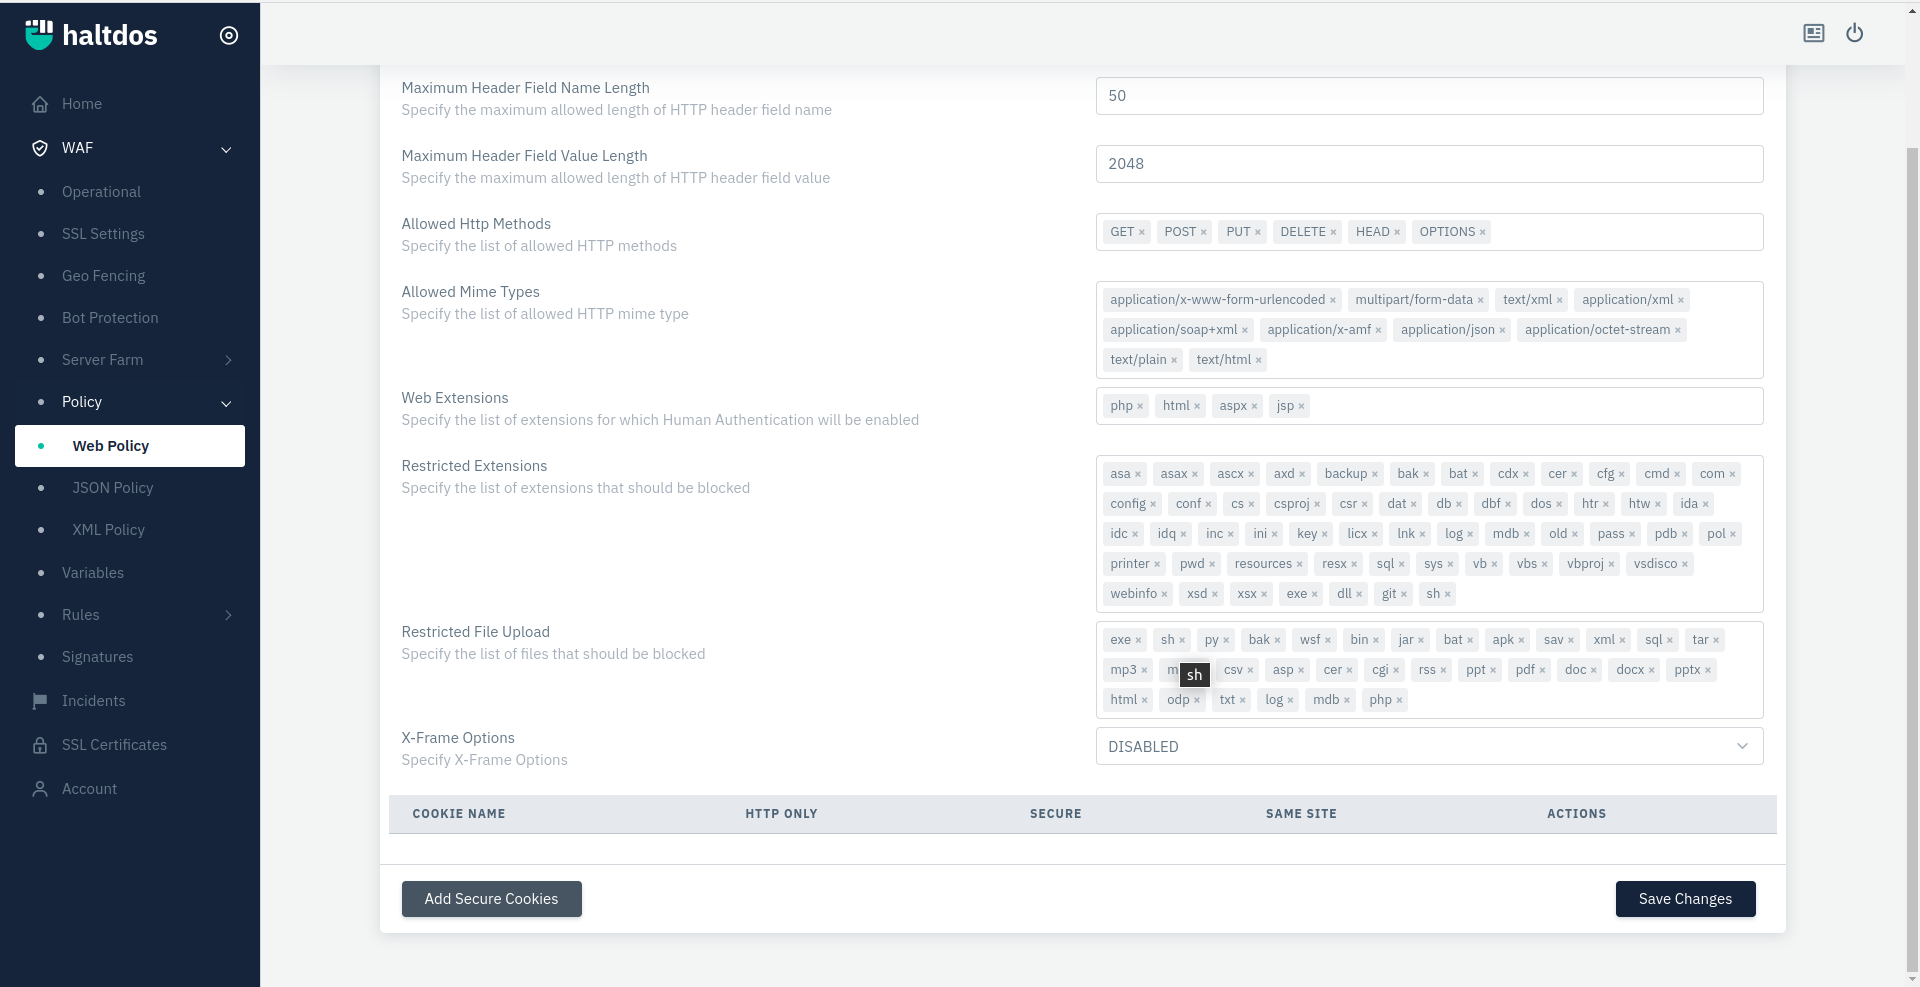 haltdos
Home
WAF
Operational
SSL Settings
Geo Fencing
Bot Protection
Server Farm
Policy
Web Policy
JSON Policy
XML Policy
Variables
Rules
Signatures
Incidents
SSL Certificates
Account
Maximum Header Field Name Length
Specify the maximum allowed length of HTTP header field name
50
Maximum Header Field Value Length
Specify the maximum allowed length of HTTP header field value
2048
Allowed Http Methods
Specify the list of allowed HTTP methods
GET × POST × PUT × DELETE × HEAD × OPTIONS ×
Allowed Mime Types
Specify the list of allowed HTTP mime type
application/x-www-form-urlencoded × multipart/form-data × text/xml × application/xml ×
application/soap+xml × application/x-amf × application/json × application/octet-stream ×
text/plain × text/html ×
Web Extensions
Specify the list of extensions for which Human Authentication will be enabled
php × html × aspx × jsp ×
Restricted Extensions
Specify the list of extensions that should be blocked
asa × asax × ascx × axd × backup × bak × bat × cdx × cer × cfg × cmd × com ×
config × conf × cs × csproj × csr × dat × db × dbf × dos × htr × htw × ida ×
idc × idq × inc × ini × key × licx × lnk × log × mdb × old × pass × pdb × pol ×
printer × pwd × resources × resx × sql × sys × vb × vbs × vbproj × vsdisco ×
webinfo × xsd × xsx × exe × dll × git × sh ×
Restricted File Upload
Specify the list of files that should be blocked
exe × sh × py × bak × wsf × bin × jar × bat × apk × sav × xml × sql × tar ×
mp3 × sh csv × asp × cer × cgi × rss × ppt × pdf × doc × docx × pptx ×
html × odp × txt × log × mdb × php ×
X-Frame Options
Specify X-Frame Options
DISABLED
COOKIE NAME HTTP ONLY SECURE SAME SITE ACTIONS
Add Secure Cookies
Save Changes